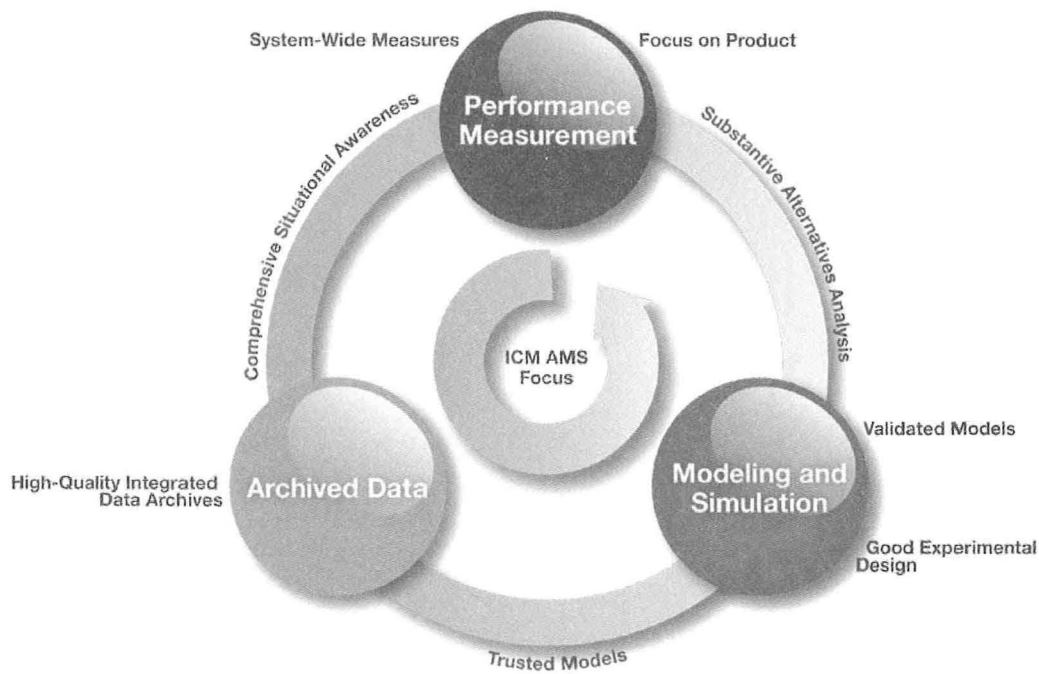 System-Wide Measures
Focus on Product
Performance
Measurement
Comprehensive Situational Awareness
Substantive Alternatives Analysis
ICM AMS
Focus
Archived Data
High-Quality Integrated
Data Archives
Modeling and
Simulation
Validated Models
Good Experimental
Design
Trusted Models